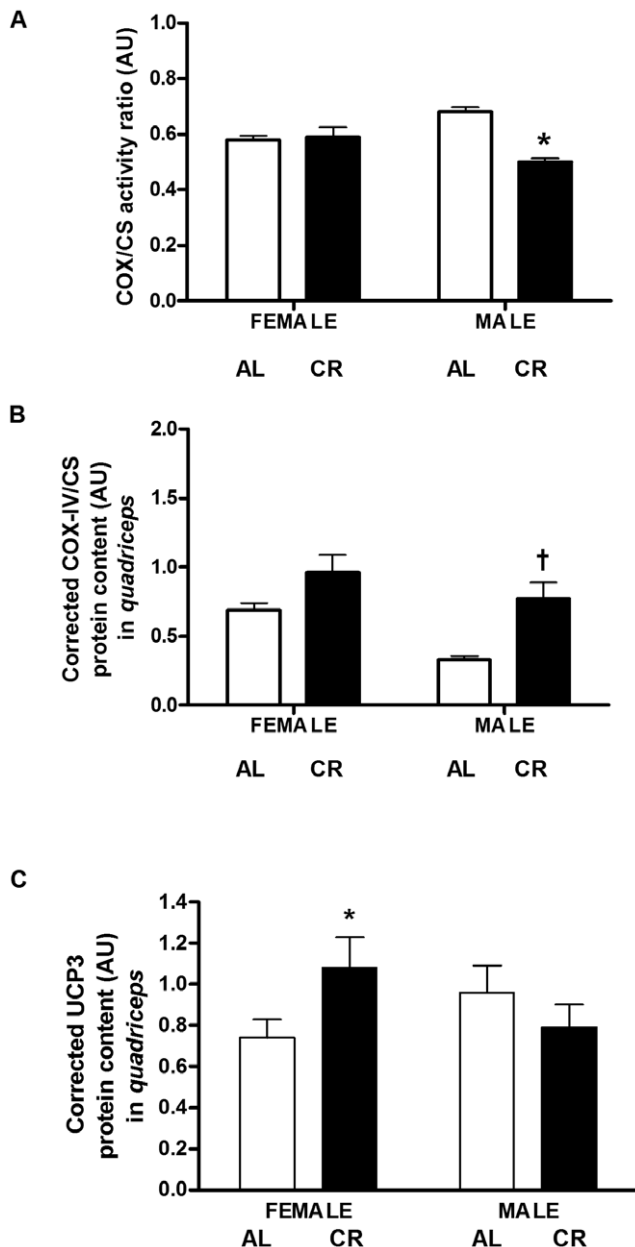 A
COX/CS activity ratio (AU)
1.0
0.8
0.6
0.4
0.2
0.0
*
FEMALE MALE
AL CR AL CR
B
Corrected COX-IV/CS
protein content (AU)
in quadriceps
2.0
1.5
1.0
0.5
0.0
†
FEMALE MALE
AL CR AL CR
C
Corrected UCP3
protein content (AU)
in quadriceps
1.4
1.2
1.0
0.8
0.6
0.4
0.2
0.0
*
FEMALE MALE
AL CR AL CR